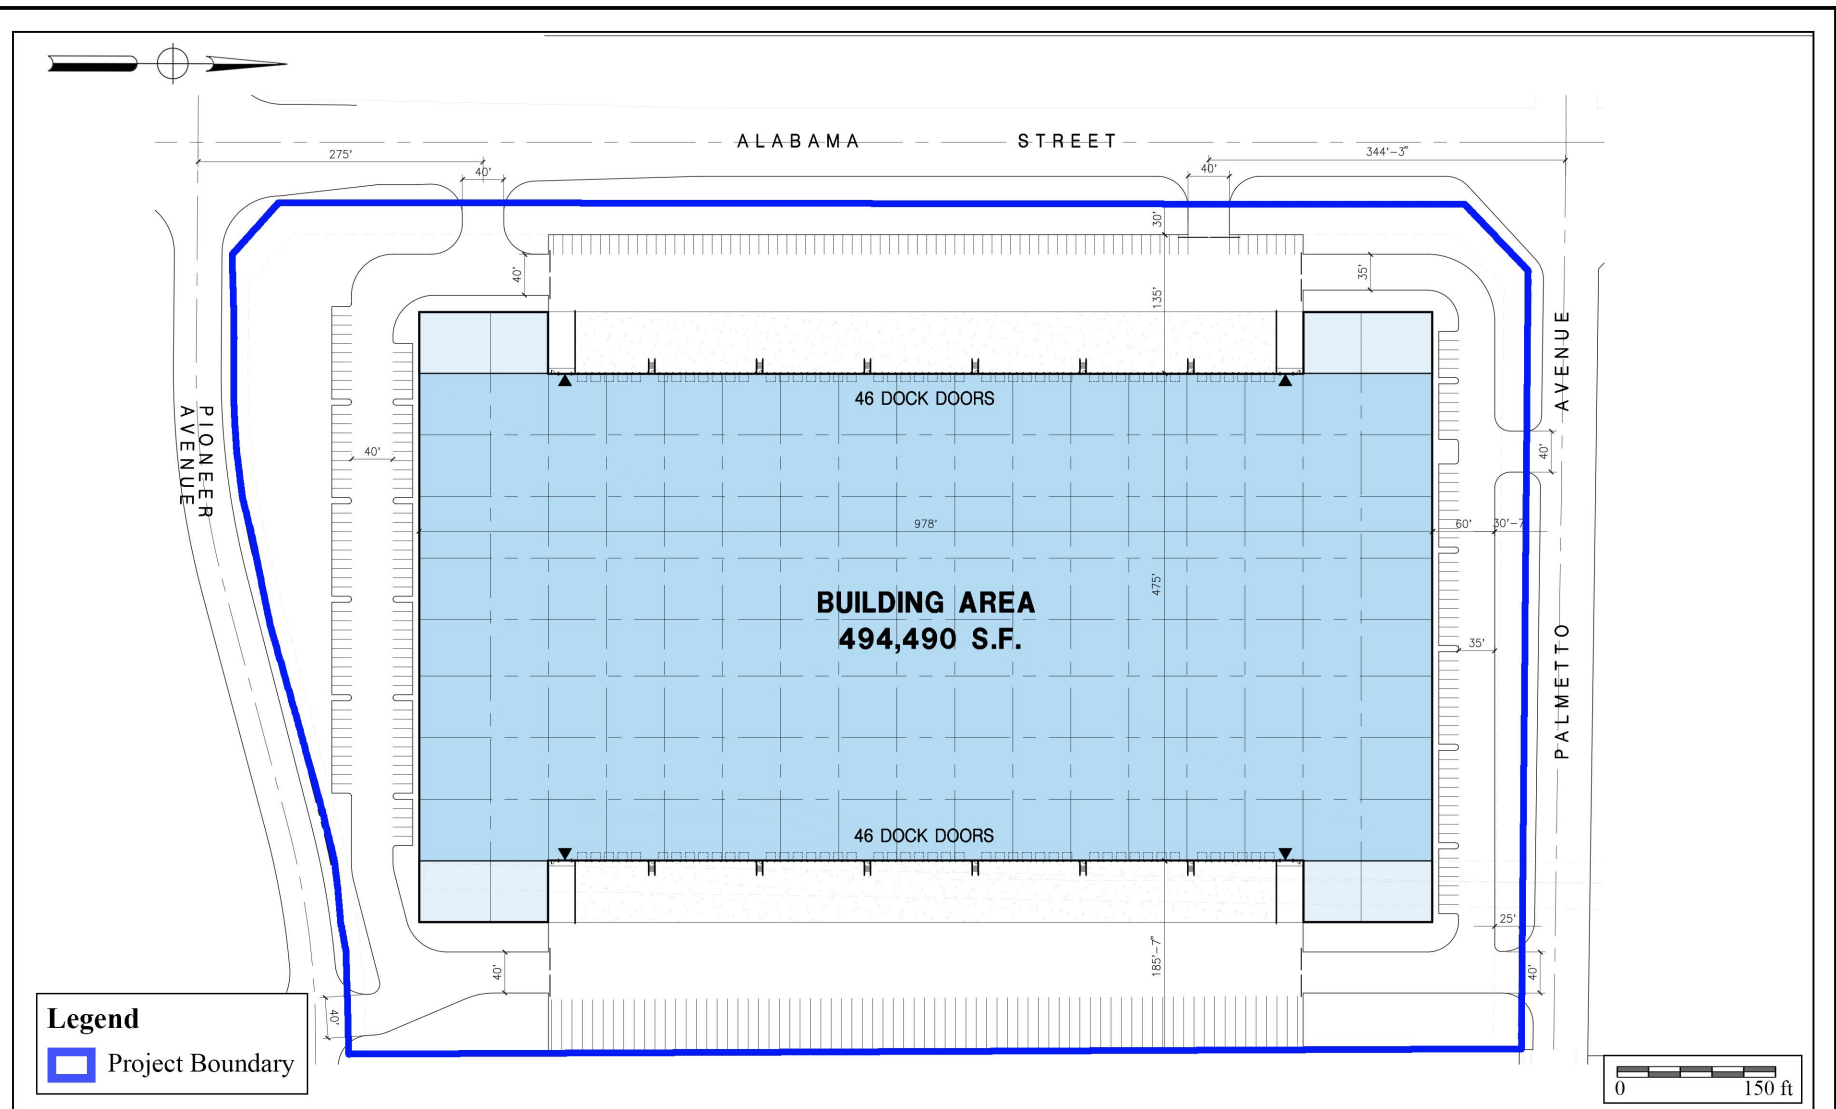 ALABAMA STREET
275'
344'-3"
40'
40'
30'
40'
135'
35'
PIONEER
AVENUE
PALMETTO AVENUE
46 DOCK DOORS
40'
40'
978'
60'
30'-7
475'
BUILDING AREA
494,490 S.F.
35'
46 DOCK DOORS
25'
185'-7"
40'
40'
40'
Legend
Project Boundary
0 150 ft